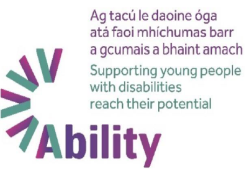 Ag tacú le daoine óga
atá faoi mhíchumas barr
a gcumais a bhaint amach
Supporting young people
with disabilities
reach their potential
Ability